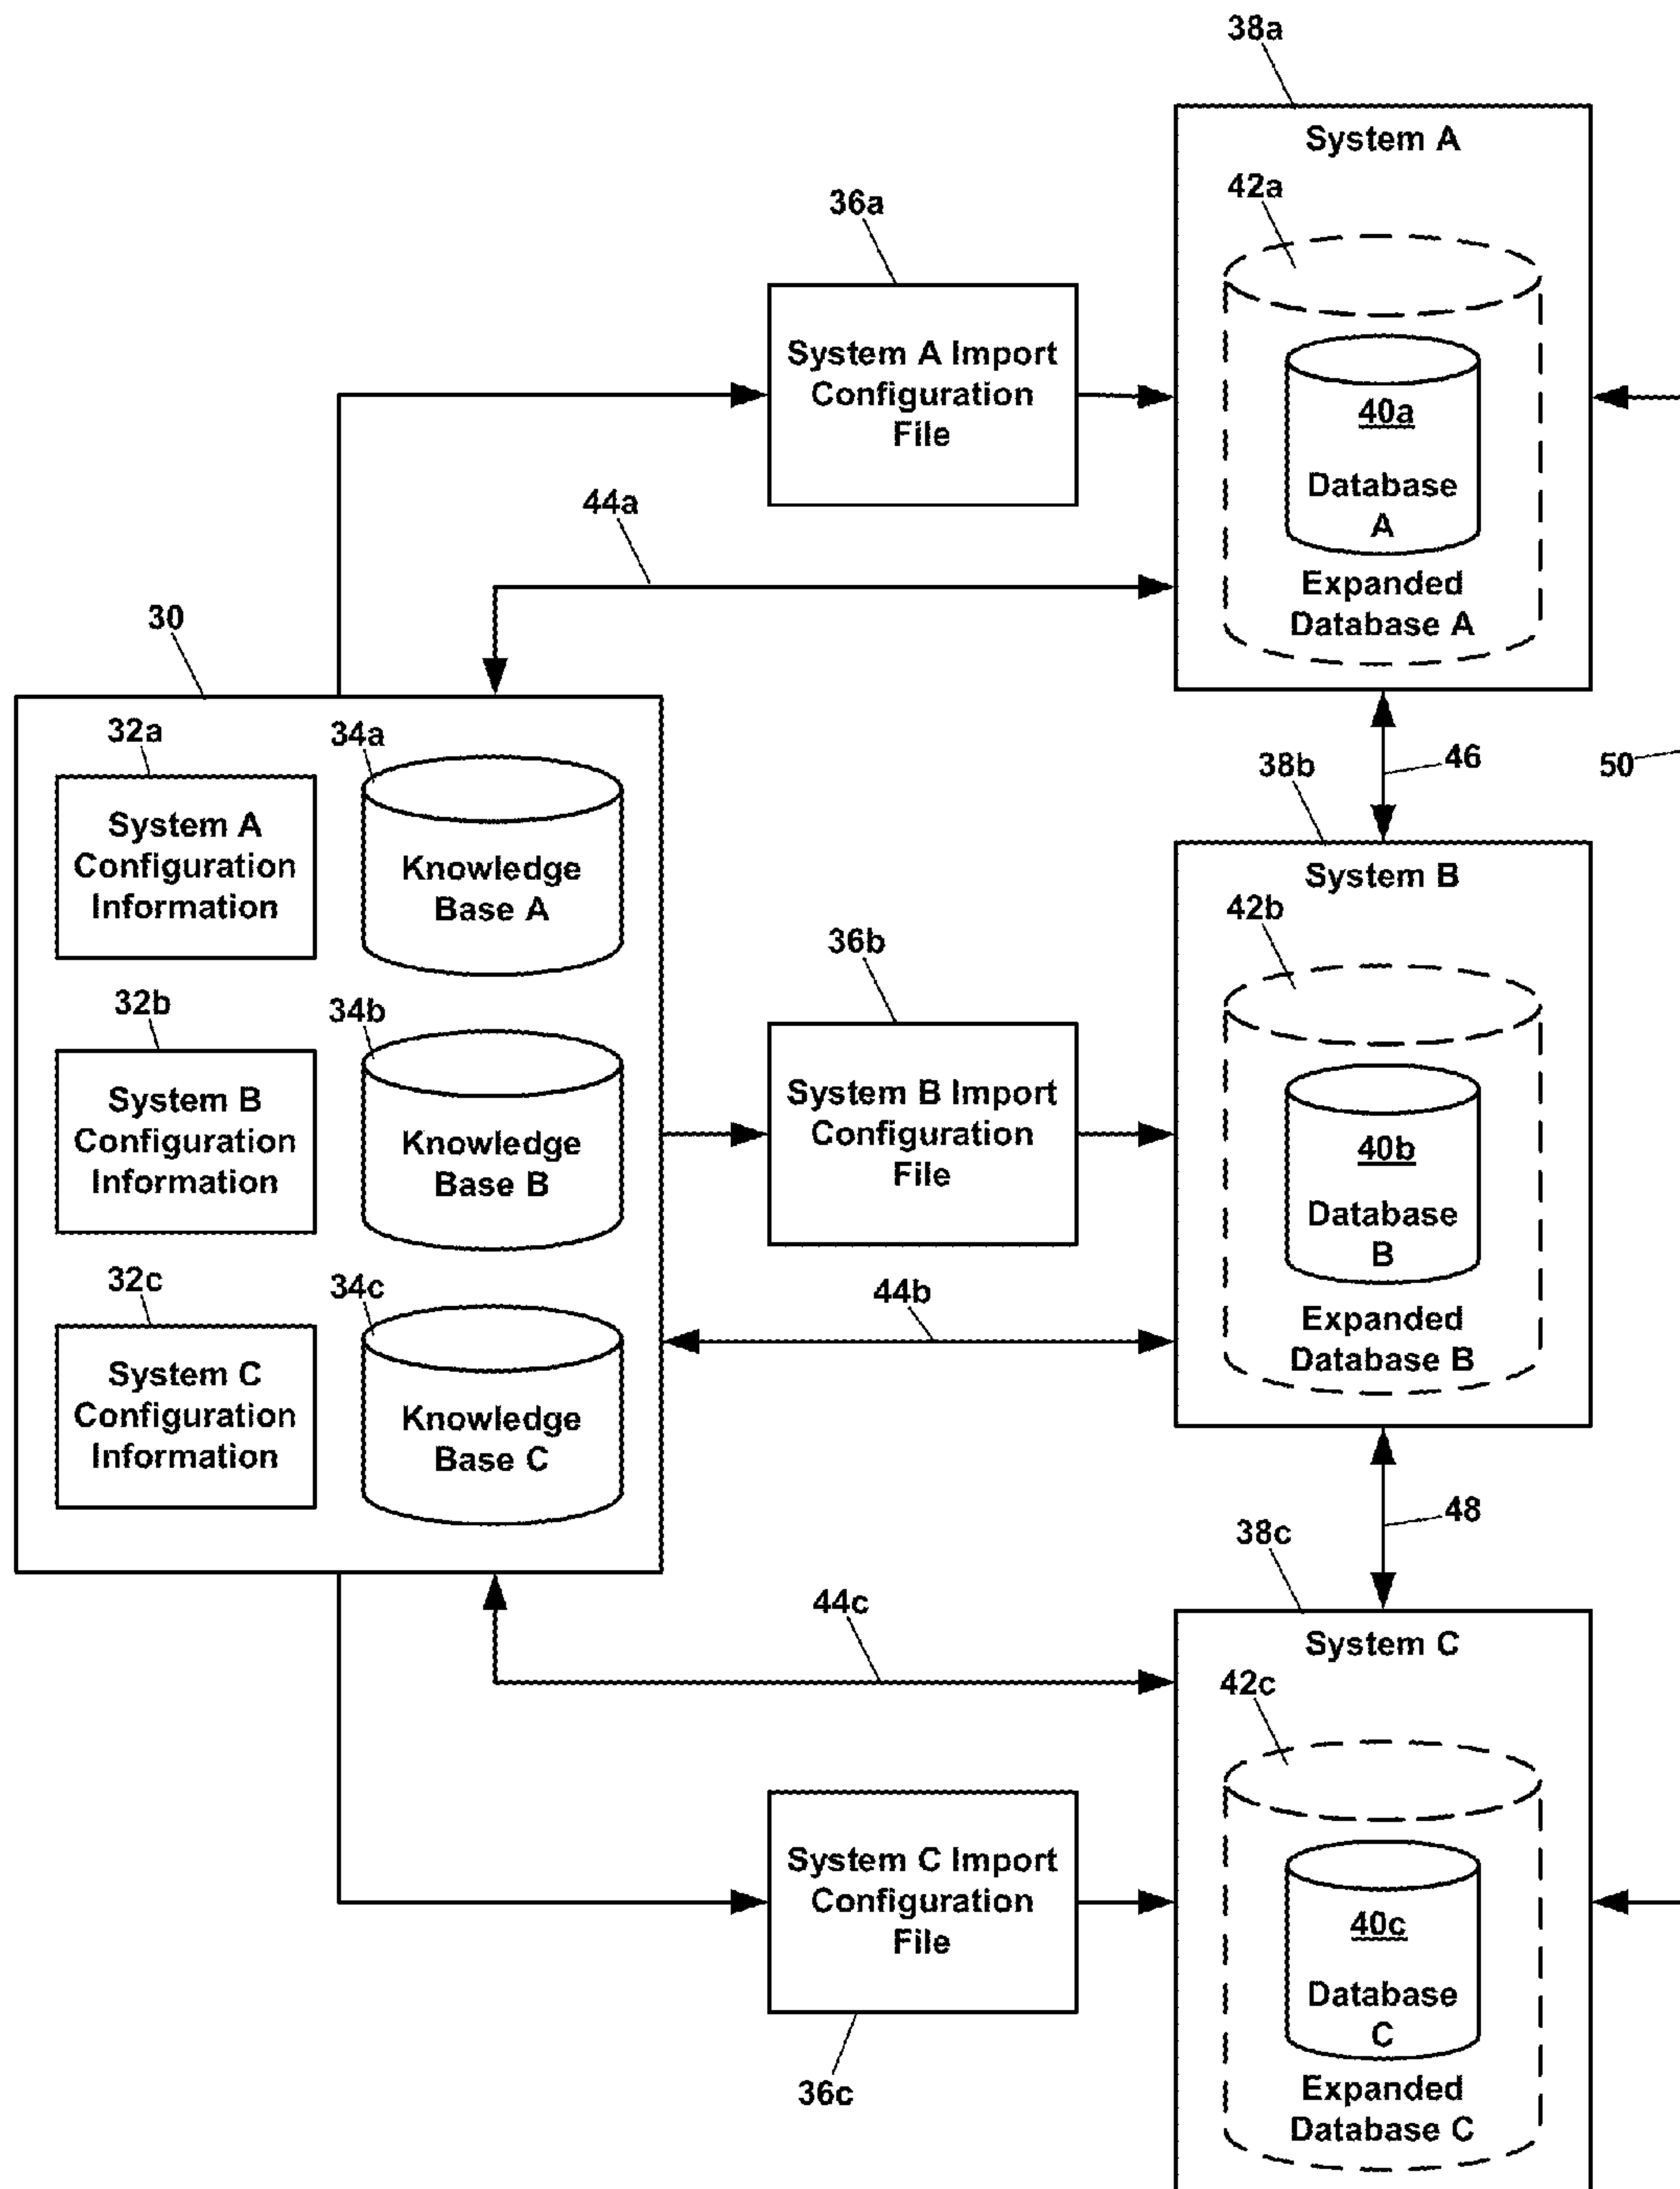 38a
System A
42a
36a
System A Import
Configuration
File
40a
Database
A
44a
Expanded
Database A
30
32a
34a
46
38b
50
System A
Configuration
Information
Knowledge
Base A
System B
42b
36b
32b
34b
System B
Configuration
Information
Knowledge
Base B
System B Import
Configuration
File
40b
Database
B
32c
34c
44b
Expanded
Database B
System C
Configuration
Information
Knowledge
Base C
48
38c
44c
System C
42c
System C Import
Configuration
File
40c
Database
C
36c
Expanded
Database C